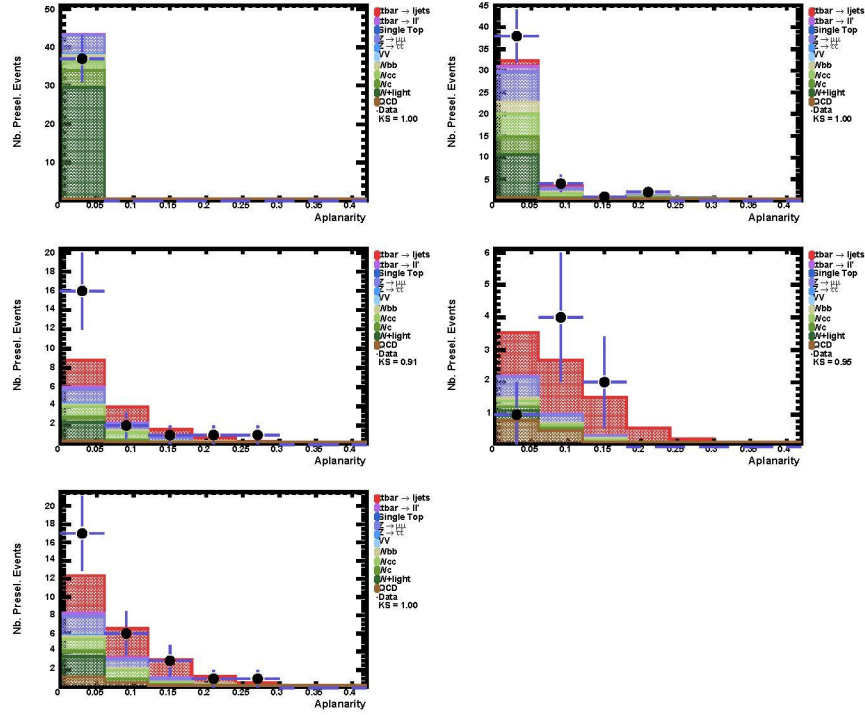 Nb. Presel. Events
50
40
30
20
10
0 0.05 0.1 0.15 0.2 0.25 0.3 0.35 0.4
Aplanarity
ttbar → ljets
ttbar → ll'
Single Top
Z→μμ
Z→ττ
VV
Wbb
Wcc
Wc
W+light
QCD
Data
KS = 1.00
Nb. Presel. Events
45
40
35
30
25
20
15
10
5
0 0.05 0.1 0.15 0.2 0.25 0.3 0.35 0.4
Aplanarity
ttbar → ljets
ttbar → ll'
Single Top
Z→μμ
Z→ττ
VV
Wbb
Wcc
Wc
W+light
QCD
Data
KS = 1.00
Nb. Presel. Events
20
18
16
14
12
10
8
6
4
2
0 0.05 0.1 0.15 0.2 0.25 0.3 0.35 0.4
Aplanarity
ttbar → ljets
ttbar → ll'
Single Top
Z→μμ
Z→ττ
VV
Wbb
Wcc
Wc
W+light
QCD
Data
KS = 0.91
Nb. Presel. Events
6
5
4
3
2
1
0 0.05 0.1 0.15 0.2 0.25 0.3 0.35 0.4
Aplanarity
ttbar → ljets
ttbar → ll'
Single Top
Z→μμ
Z→ττ
VV
Wbb
Wcc
Wc
W+light
QCD
Data
KS = 0.95
Nb. Presel. Events
20
18
16
14
12
10
8
6
4
2
0 0.05 0.1 0.15 0.2 0.25 0.3 0.35 0.4
Aplanarity
ttbar → ljets
ttbar → ll'
Single Top
Z→μμ
Z→ττ
VV
Wbb
Wcc
Wc
W+light
QCD
Data
KS = 1.00